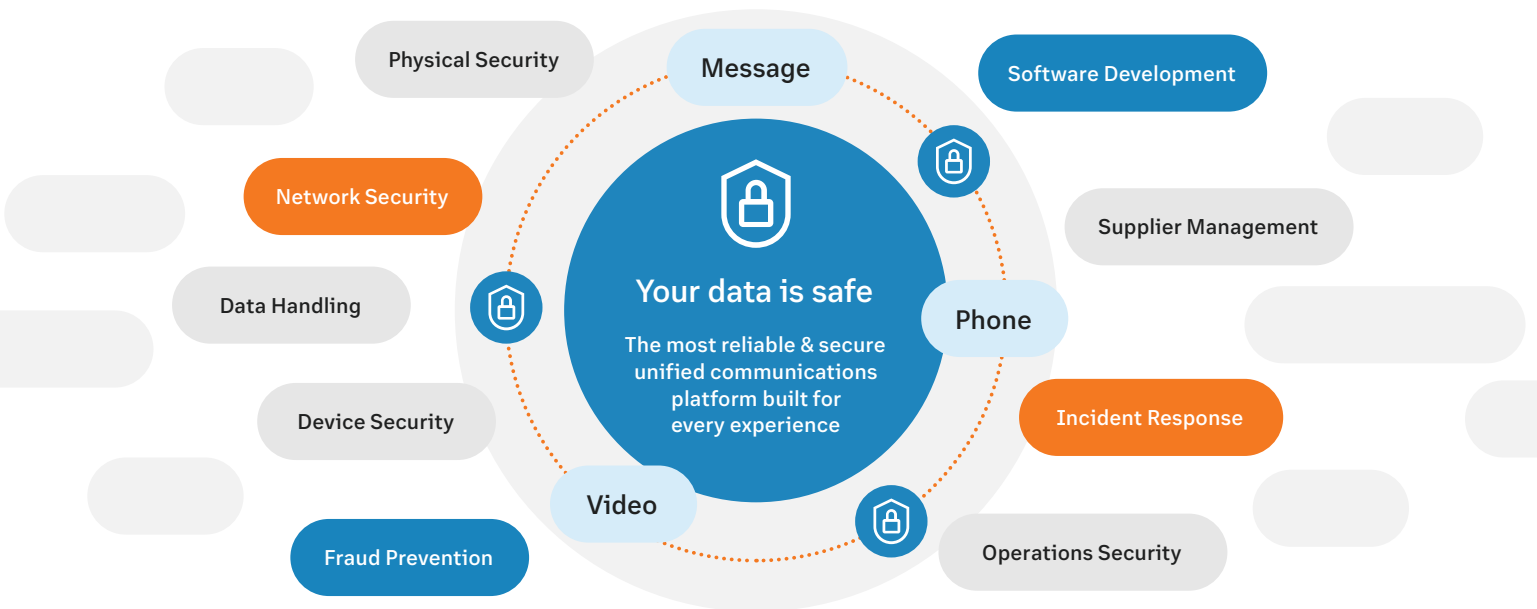 Physical Security
Message
Software Development
Network Security
Supplier Management
Your data is safe
Data Handling
Phone
The most reliable & secure
unified communications
platform built for
every experience
Device Security
Incident Response
Video
Fraud Prevention
Operations Security